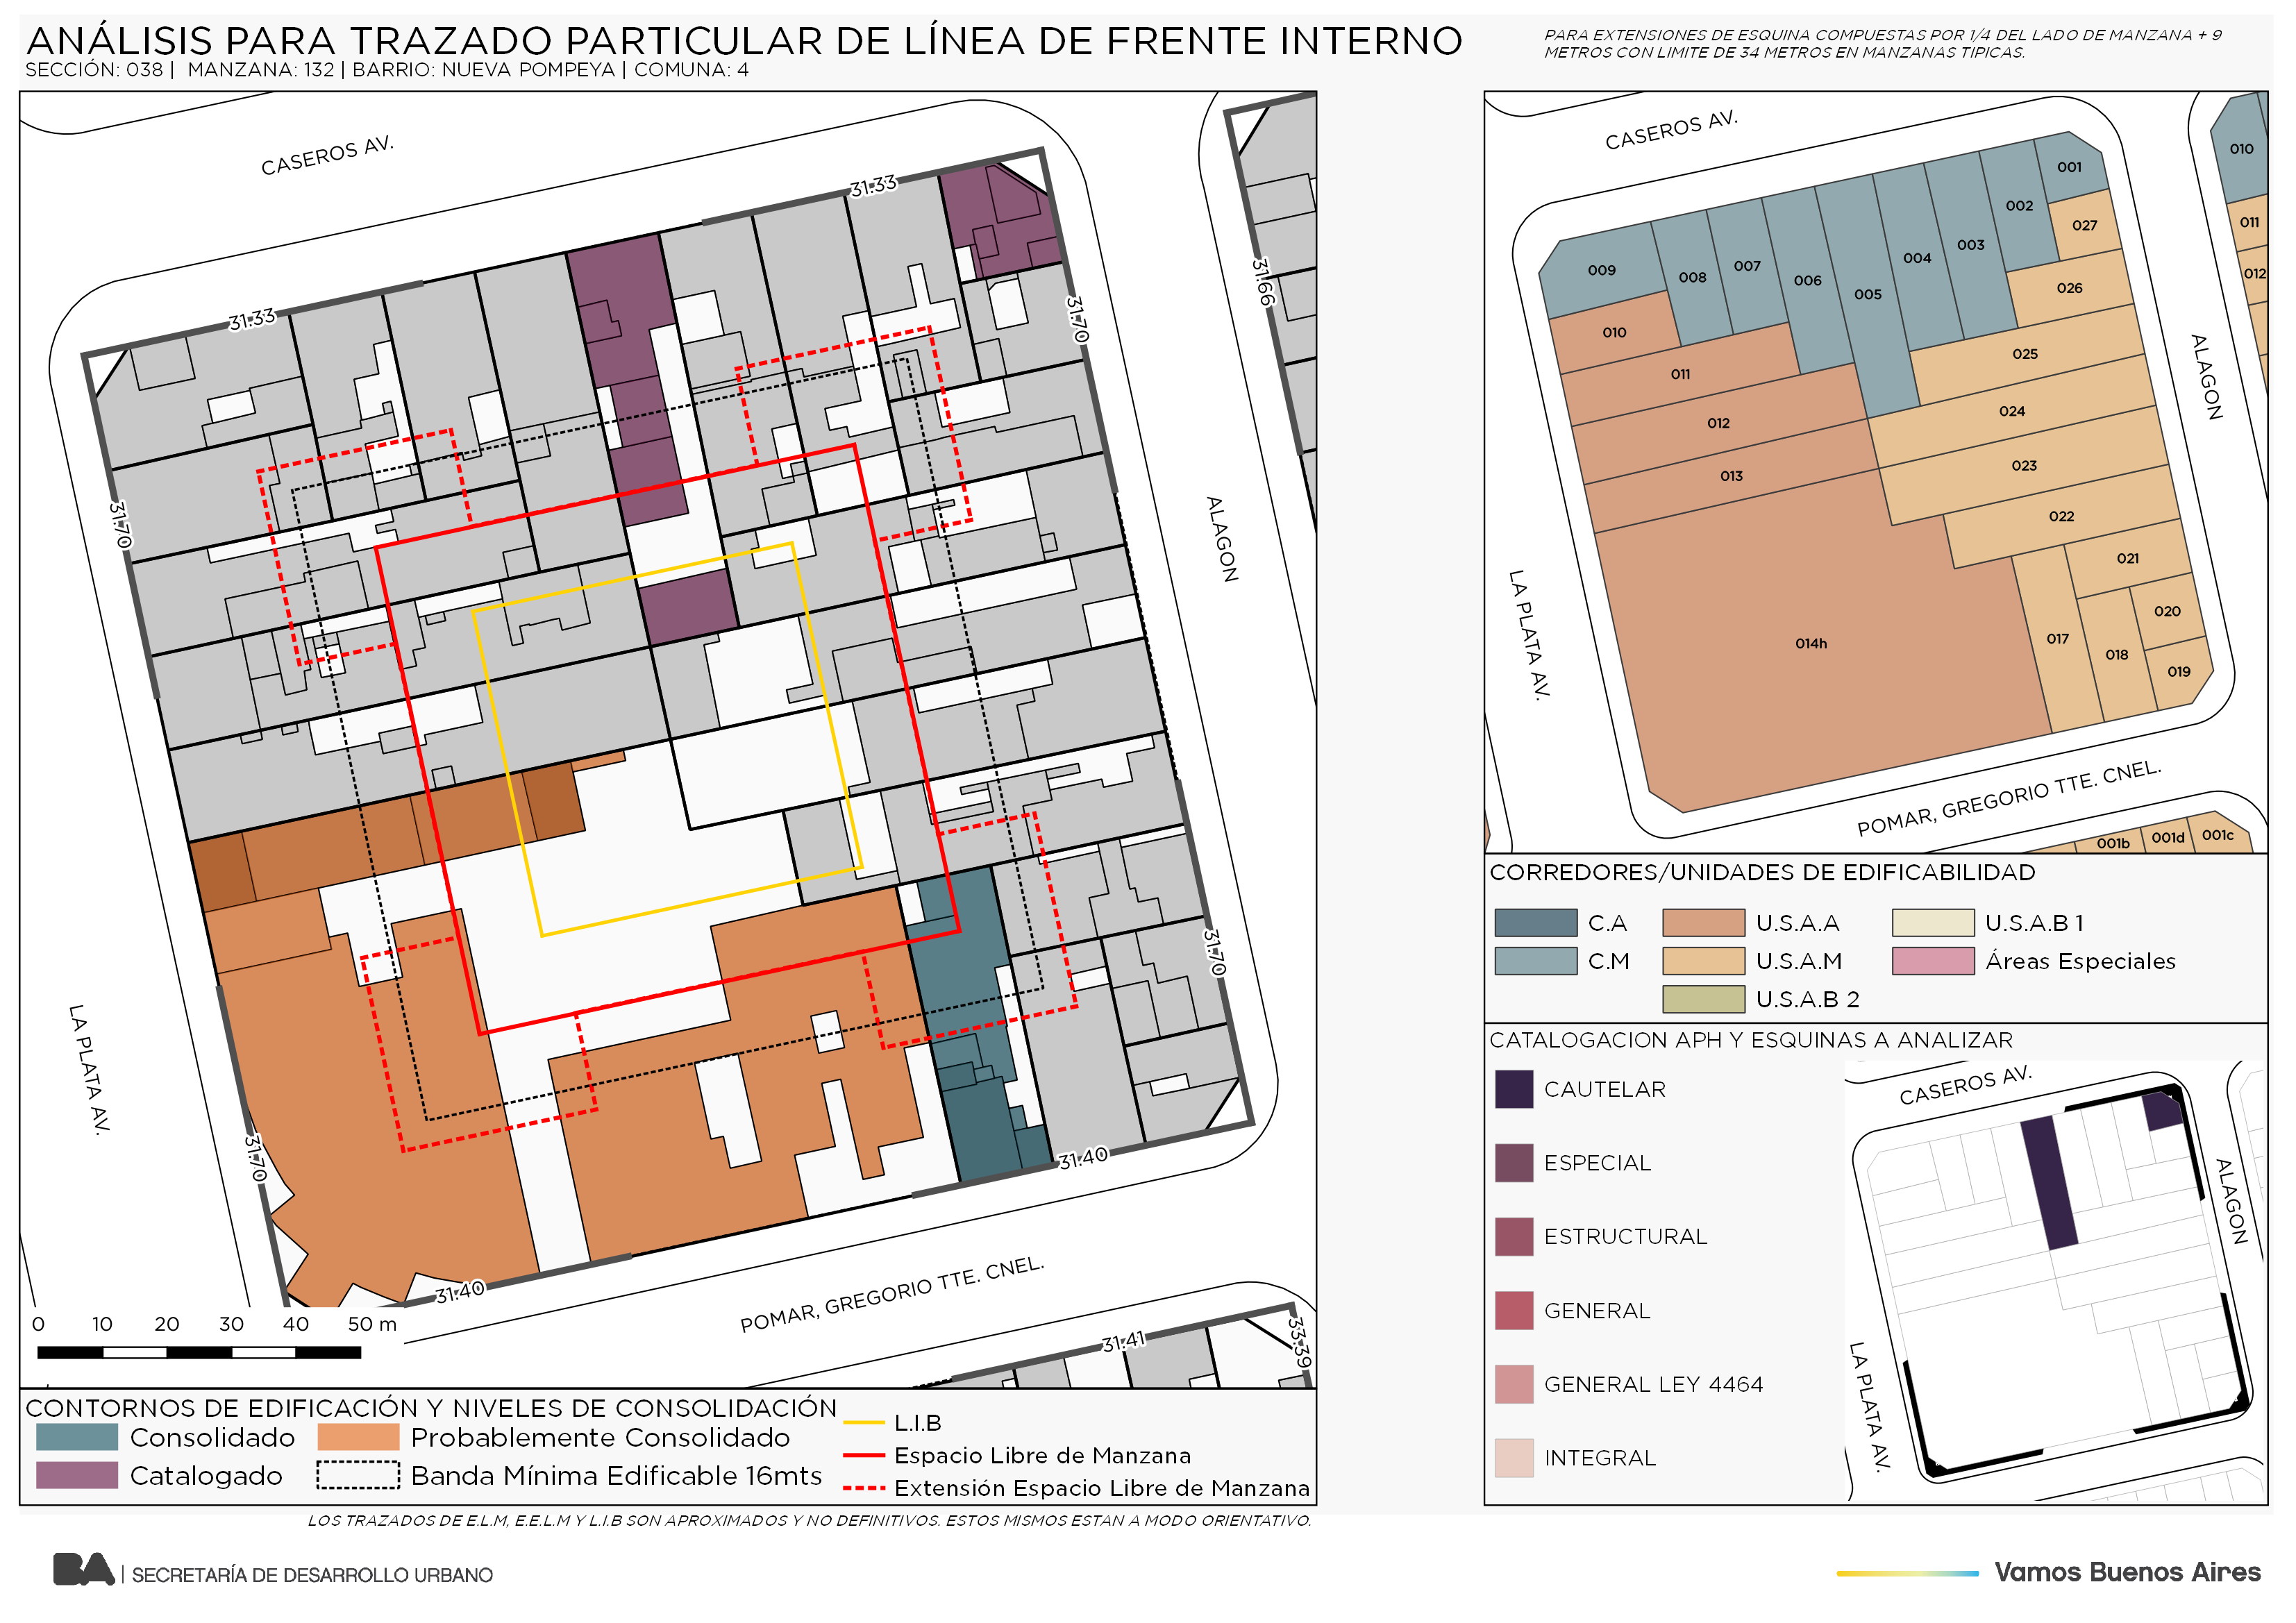 ANÁLISIS PARA TRAZADO PARTICULAR DE LÍNEA DE FRENTE INTERNO
SECCIÓN: 038 | MANZANA: 132 | BARRIO: NUEVA POMPEYA | COMUNA: 4
PARA EXTENSIONES DE ESQUINA COMPUESTAS POR 1/4 DEL LADO DE MANZANA + 9
METROS CON LIMITE DE 34 METROS EN MANZANAS TIPICAS.
CASEROS AV.
31.33
31.33
31.66
31.70
31.70
ALAGON
LA PLATA AV.
31.70
31.70
31.40
31.40
POMAR, GREGORIO TTE. CNEL.
31.41
33.39
0 10 20 30 40 50 m
CONTORNOS DE EDIFICACIÓN Y NIVELES DE CONSOLIDACIÓN
Consolidado
Probablemente Consolidado
Catalogado
Banda Mínima Edificable 16mts
L.I.B
Espacio Libre de Manzana
Extensión Espacio Libre de Manzana
LOS TRAZADOS DE E.L.M, E.E.L.M Y L.I.B SON APROXIMADOS Y NO DEFINITIVOS. ESTOS MISMOS ESTAN A MODO ORIENTATIVO.
CASEROS AV.
010
001
002
027
011
003
004
009
007
008
006
005
026
012
010
025
011
024
012
023
013
022
021
020
014h
017
018
019
ALAGON
LA PLATA AV.
POMAR, GREGORIO TTE. CNEL.
001b
001d
001c
CORREDORES/UNIDADES DE EDIFICABILIDAD
C.A
U.S.A.A
U.S.A.B 1
C.M
U.S.A.M
Áreas Especiales
U.S.A.B 2
CATALOGACION APH Y ESQUINAS A ANALIZAR
CAUTELAR
ESPECIAL
ESTRUCTURAL
GENERAL
GENERAL LEY 4464
INTEGRAL
CASEROS AV.
ALAGON
LA PLATA AV.
BA | SECRETARÍA DE DESARROLLO URBANO
Vamos Buenos Aires